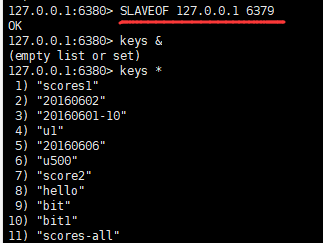 127.0.0.1:6380> SLAVEOF 127.0.0.1 6379
OK
127.0.0.1:6380> keys &
(empty list or set)
127.0.0.1:6380> keys *
1) "scores1"
2) "20160602"
3) "20160601-10"
4) "u1"
5) "20160606"
6) "u500"
7) "score2"
8) "hello"
9) "bit"
10) "bit1"
11) "scores-all"